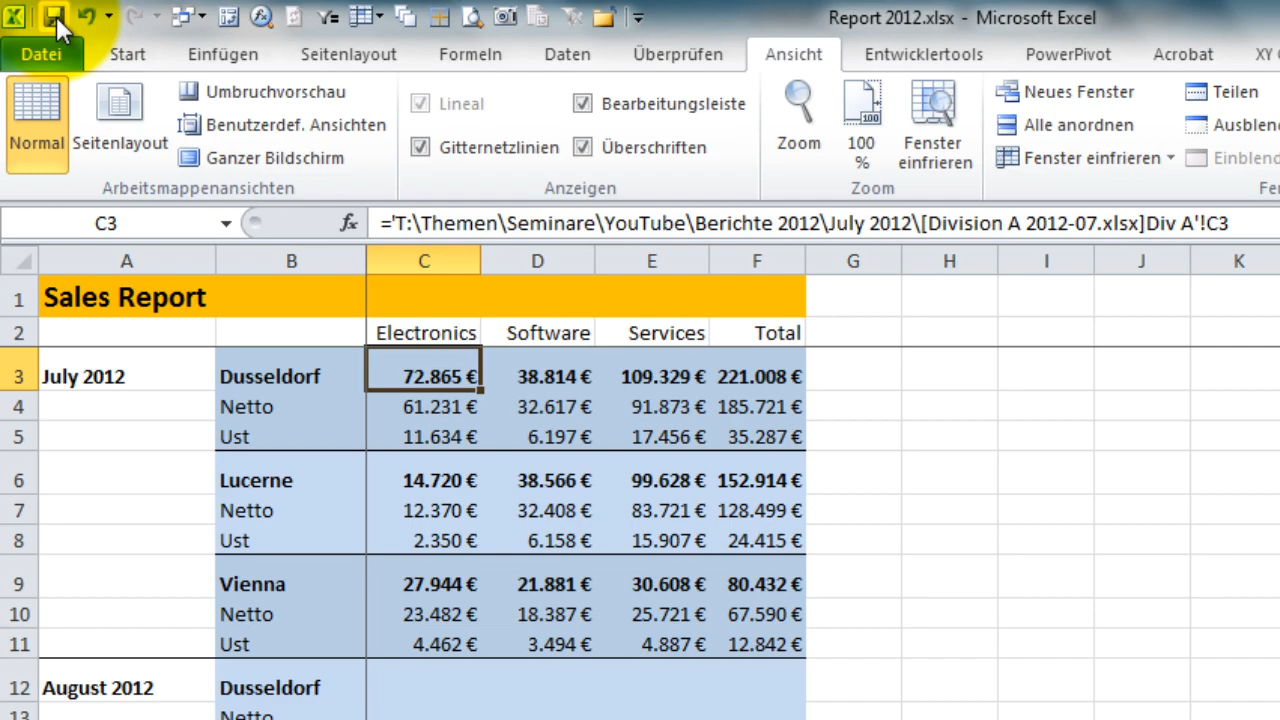 Report 2012.xlsx - Microsoft Excel
Datei Start Einfügen Seitenlayout Formeln Daten Überprüfen Ansicht Entwicklertools PowerPivot Acrobat XY
Normal
Seitenlayout
Umbruchvorschau
Benutzerdef. Ansichten
Ganzer Bildschirm
Arbeitsmappenansichten
Lineal
Bearbeitungsleiste
Gitternetzlinien
Überschriften
Anzeigen
Zoom
100
100
%
Fenster
einfrieren
Zoom
Neues Fenster
Alle anordnen
Fenster einfrieren
Teilen
Ausblen
Einblend
Fe
C3 fx ='T:\Themen\Seminare\YouTube\Berichte 2012\July 2012\[Division A 2012-07.xlsx]Div A'!C3
A B C D E F G H I J K
1 Sales Report
2 Electronics Software Services Total
3 July 2012 Dusseldorf 72.865 € 38.814 € 109.329 € 221.008 €
4 Netto 61.231 € 32.617 € 91.873 € 185.721 €
5 Ust 11.634 € 6.197 € 17.456 € 35.287 €
6 Lucerne 14.720 € 38.566 € 99.628 € 152.914 €
7 Netto 12.370 € 32.408 € 83.721 € 128.499 €
8 Ust 2.350 € 6.158 € 15.907 € 24.415 €
9 Vienna 27.944 € 21.881 € 30.608 € 80.432 €
10 Netto 23.482 € 18.387 € 25.721 € 67.590 €
11 Ust 4.462 € 3.494 € 4.887 € 12.842 €
12 August 2012 Dusseldorf
13 Netto